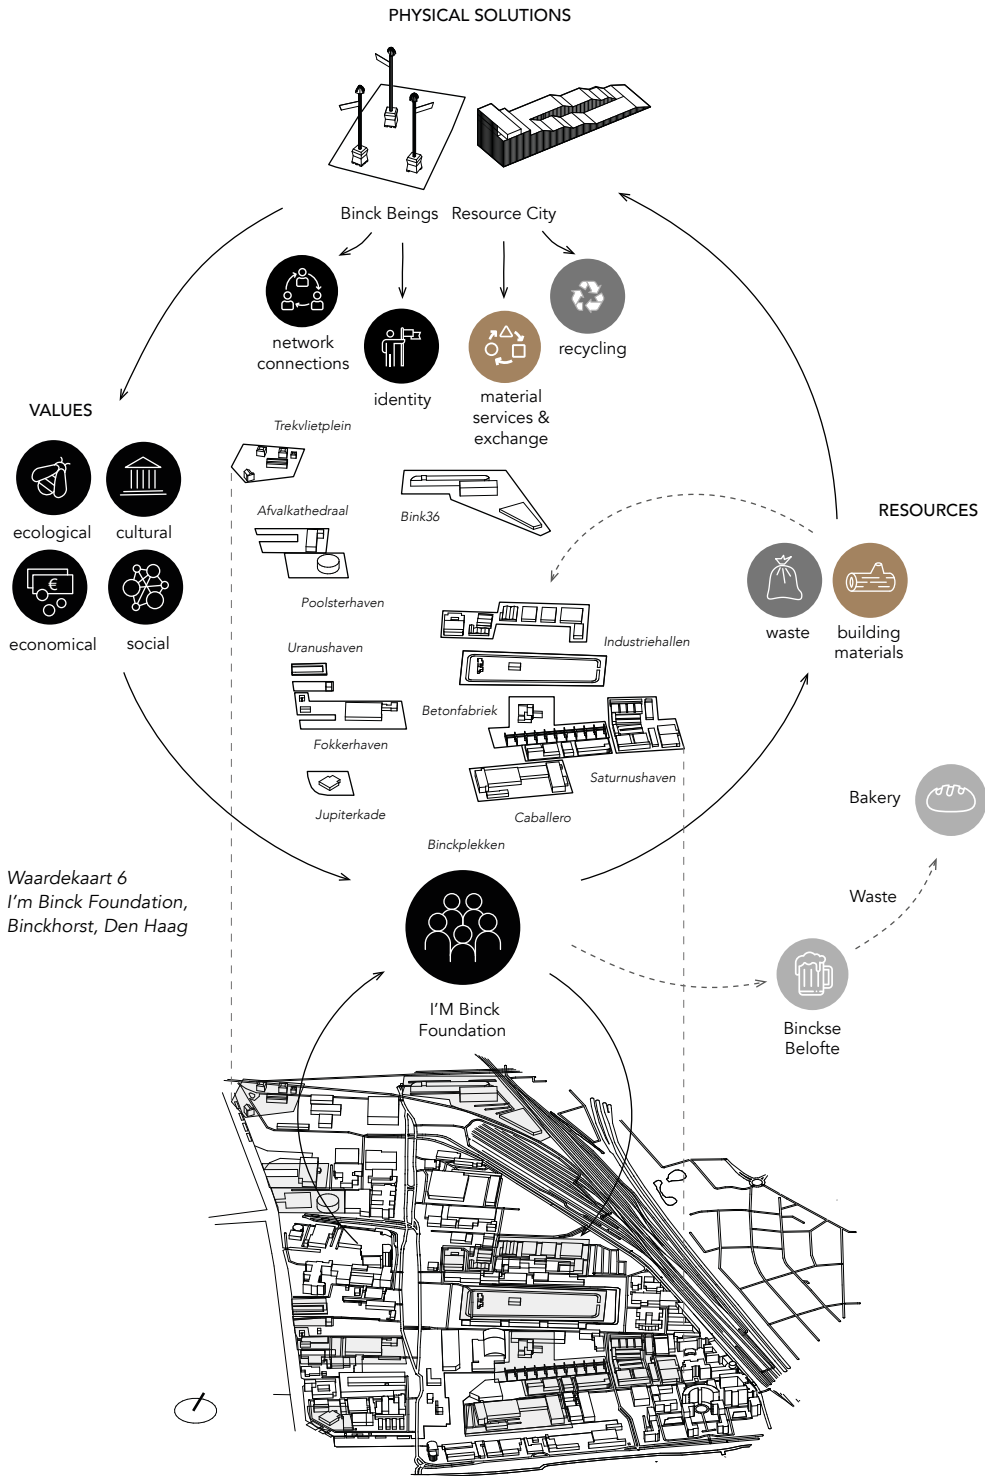 PHYSICAL SOLUTIONS
Binck Beings
Resource City
network
connections
identity
material
services &
exchange
recycling
VALUES
ecological
cultural
economical
social
RESOURCES
waste
building
materials
Trekvlietplein
Afvalkathedraal
Bink36
Poolsterhaven
Uranushaven
Industriehallen
Betonfabriek
Fokkerhaven
Saturnushaven
Jupiterkade
Caballero
Binckplekken
Bakery
Waste
Waardekaart 6
I'm Binck Foundation,
Binckhorst, Den Haag
I'M Binck
Foundation
Binckse
Belofte
€